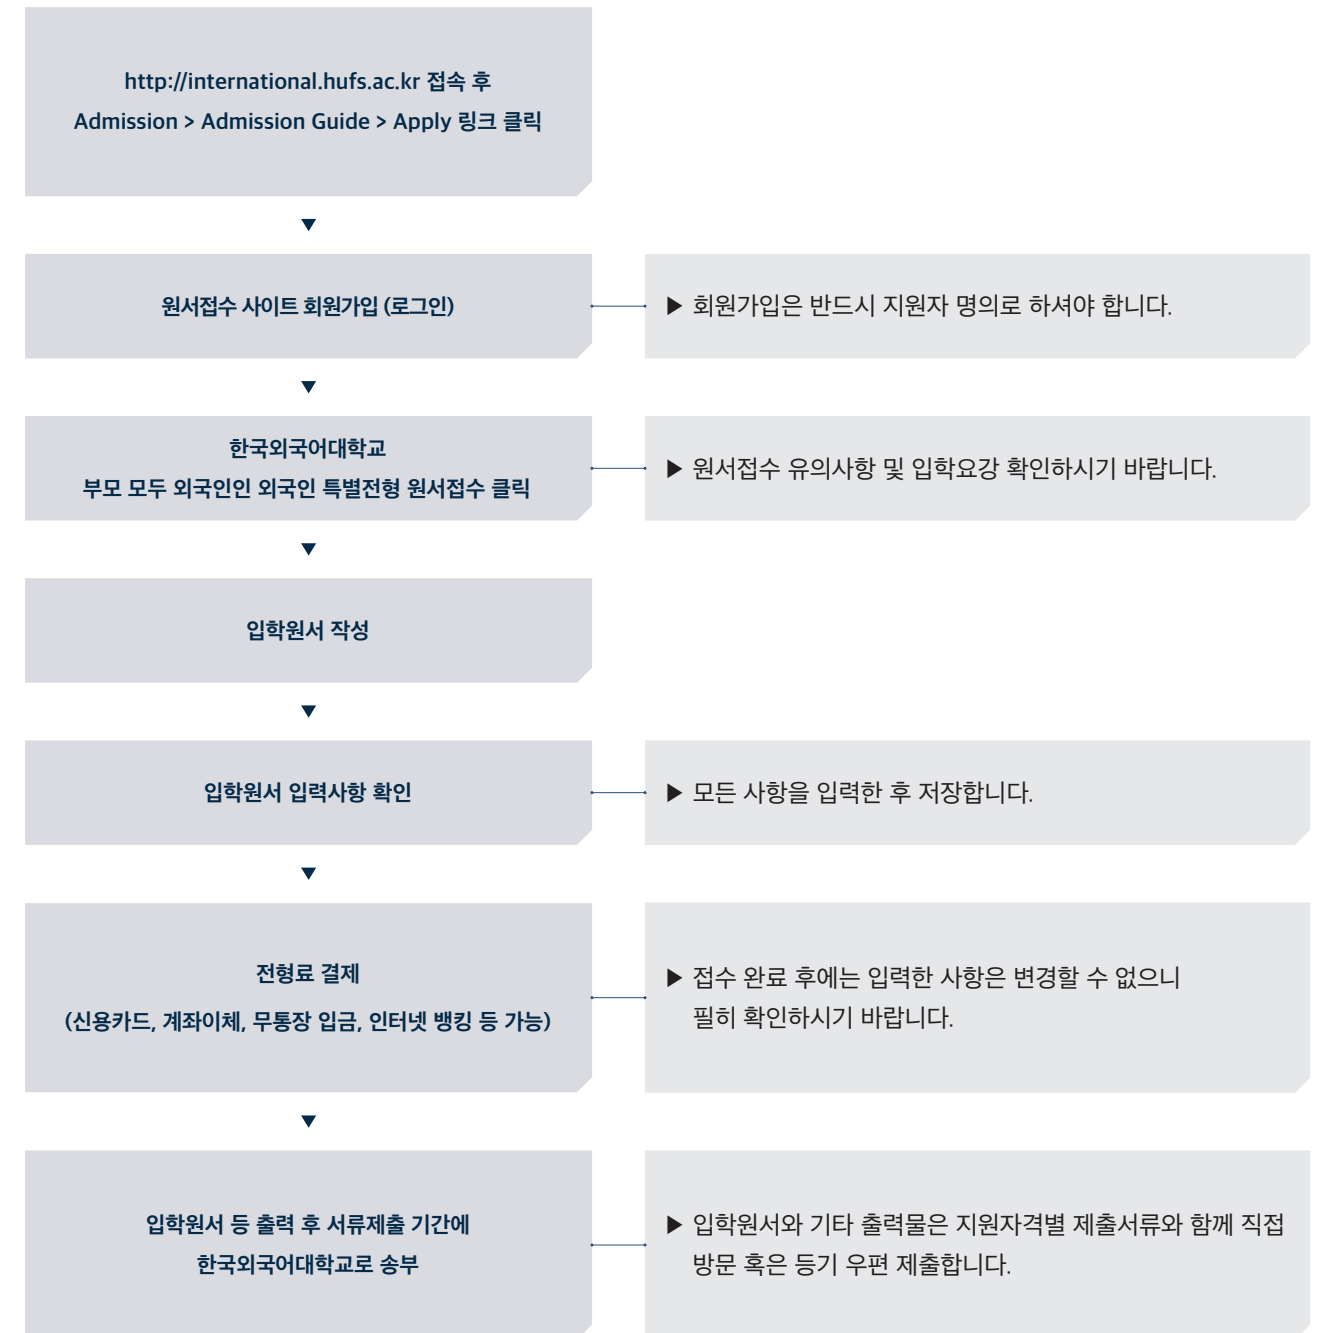 http://international.hufs.ac.kr 접속 후
Admission > Admission Guide > Apply 링크 클릭
▼
원서접수 사이트 회원가입 (로그인)
▶ 회원가입은 반드시 지원자 명의로 하셔야 합니다.
▼
한국외국어대학교
부모 모두 외국인인 외국인 특별전형 원서접수 클릭
▶ 원서접수 유의사항 및 입학요강 확인하시기 바랍니다.
▼
입학원서 작성
▼
입학원서 입력사항 확인
▶ 모든 사항을 입력한 후 저장합니다.
▼
전형료 결제
(신용카드, 계좌이체, 무통장 입금, 인터넷 뱅킹 등 가능)
▶ 접수 완료 후에는 입력한 사항은 변경할 수 없으니
필히 확인하시기 바랍니다.
▼
입학원서 등 출력 후 서류제출 기간에
한국외국어대학교로 송부
▶ 입학원서와 기타 출력물은 지원자격별 제출서류와 함께 직접
방문 혹은 등기 우편 제출합니다.